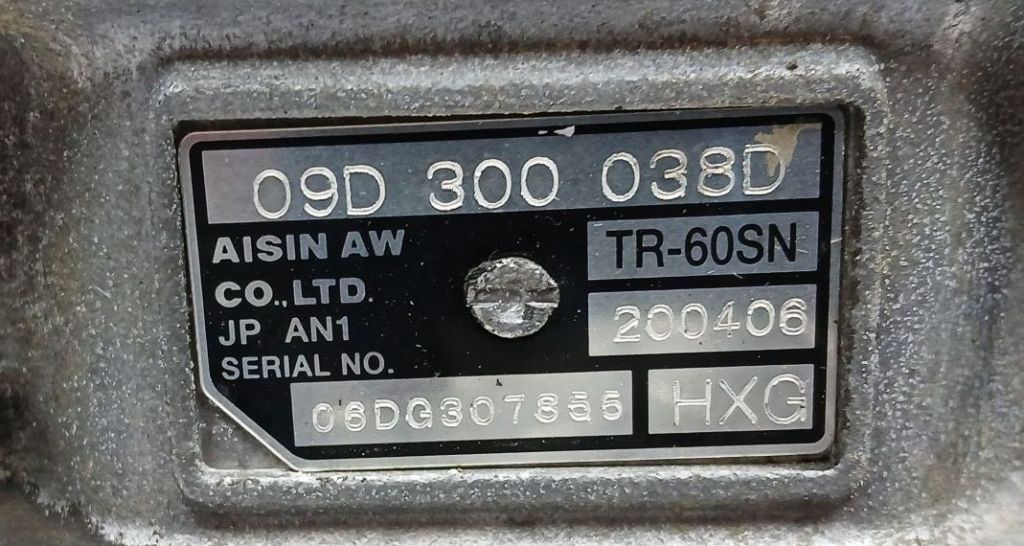 09D 300 038D
AISIN AW
CO.,LTD.
JP AN1
SERIAL NO.
TR-60SN
200406
06DG307855
HXG